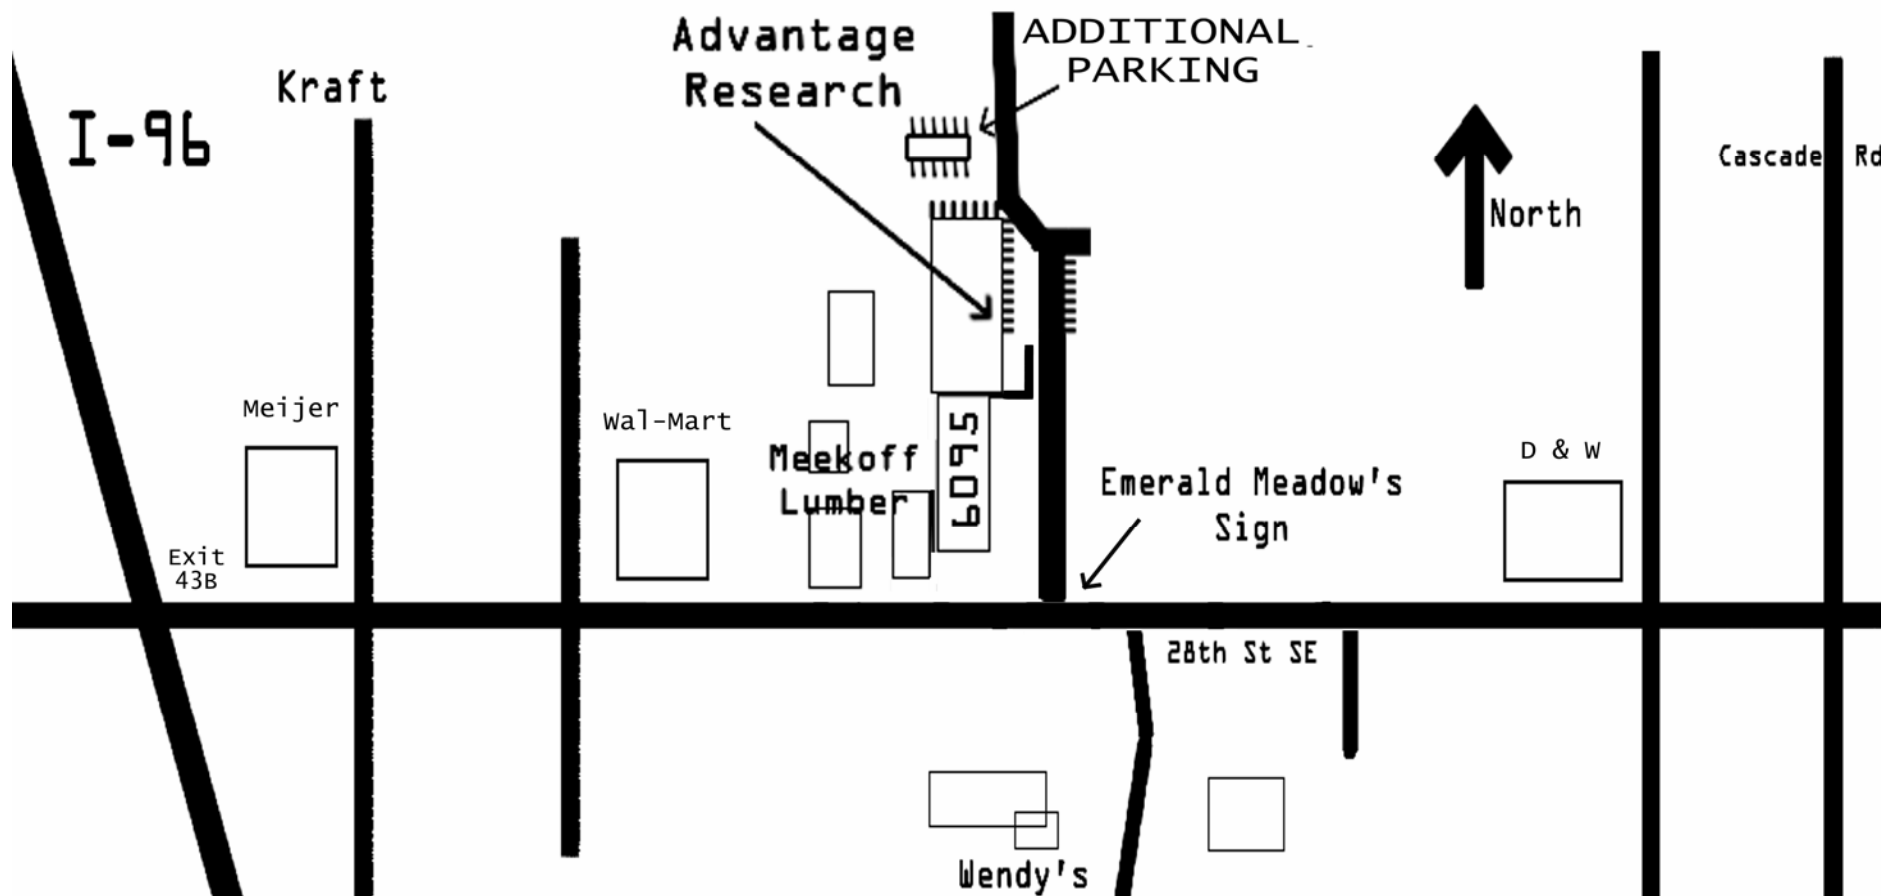 Advantage
Research
ADDITIONAL
PARKING
Kraft
I-96
Cascade Rd
North
Meijer
Wal-Mart
D & W
Meekoff
Lumber
6095
Emerald Meadow's
Sign
Exit
43B
28th St SE
Wendy's